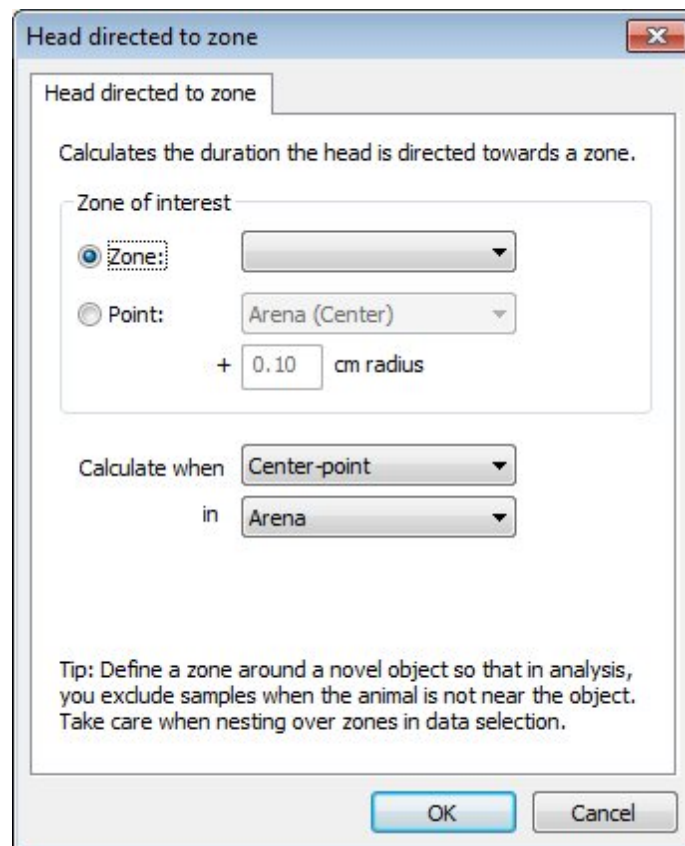 Head directed to zone
Head directed to zone
Calculates the duration the head is directed towards a zone.
Zone of interest
Zone:
Point: Arena (Center)
+ 0.10 cm radius
Calculate when Center-point
in Arena
Tip: Define a zone around a novel object so that in analysis,
you exclude samples when the animal is not near the object.
Take care when nesting over zones in data selection.
OK Cancel